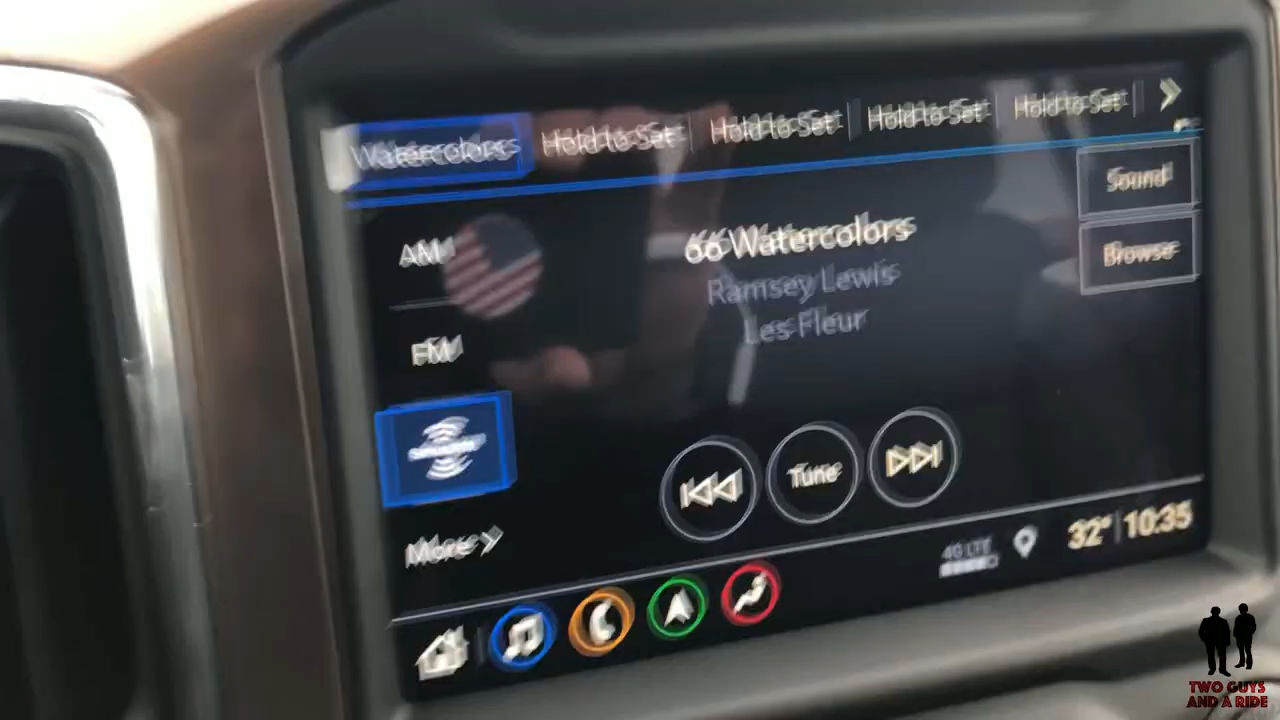 Watercolors Hold to Set Hold to Set Hold to Set Hold to Set
Sound
AM
66 Watercolors
Browse
Ramsey Lewis
Les Fleur
FM
Tune
More
4G LTE
32° 10:35
TWO GUYS
AND A RIDE